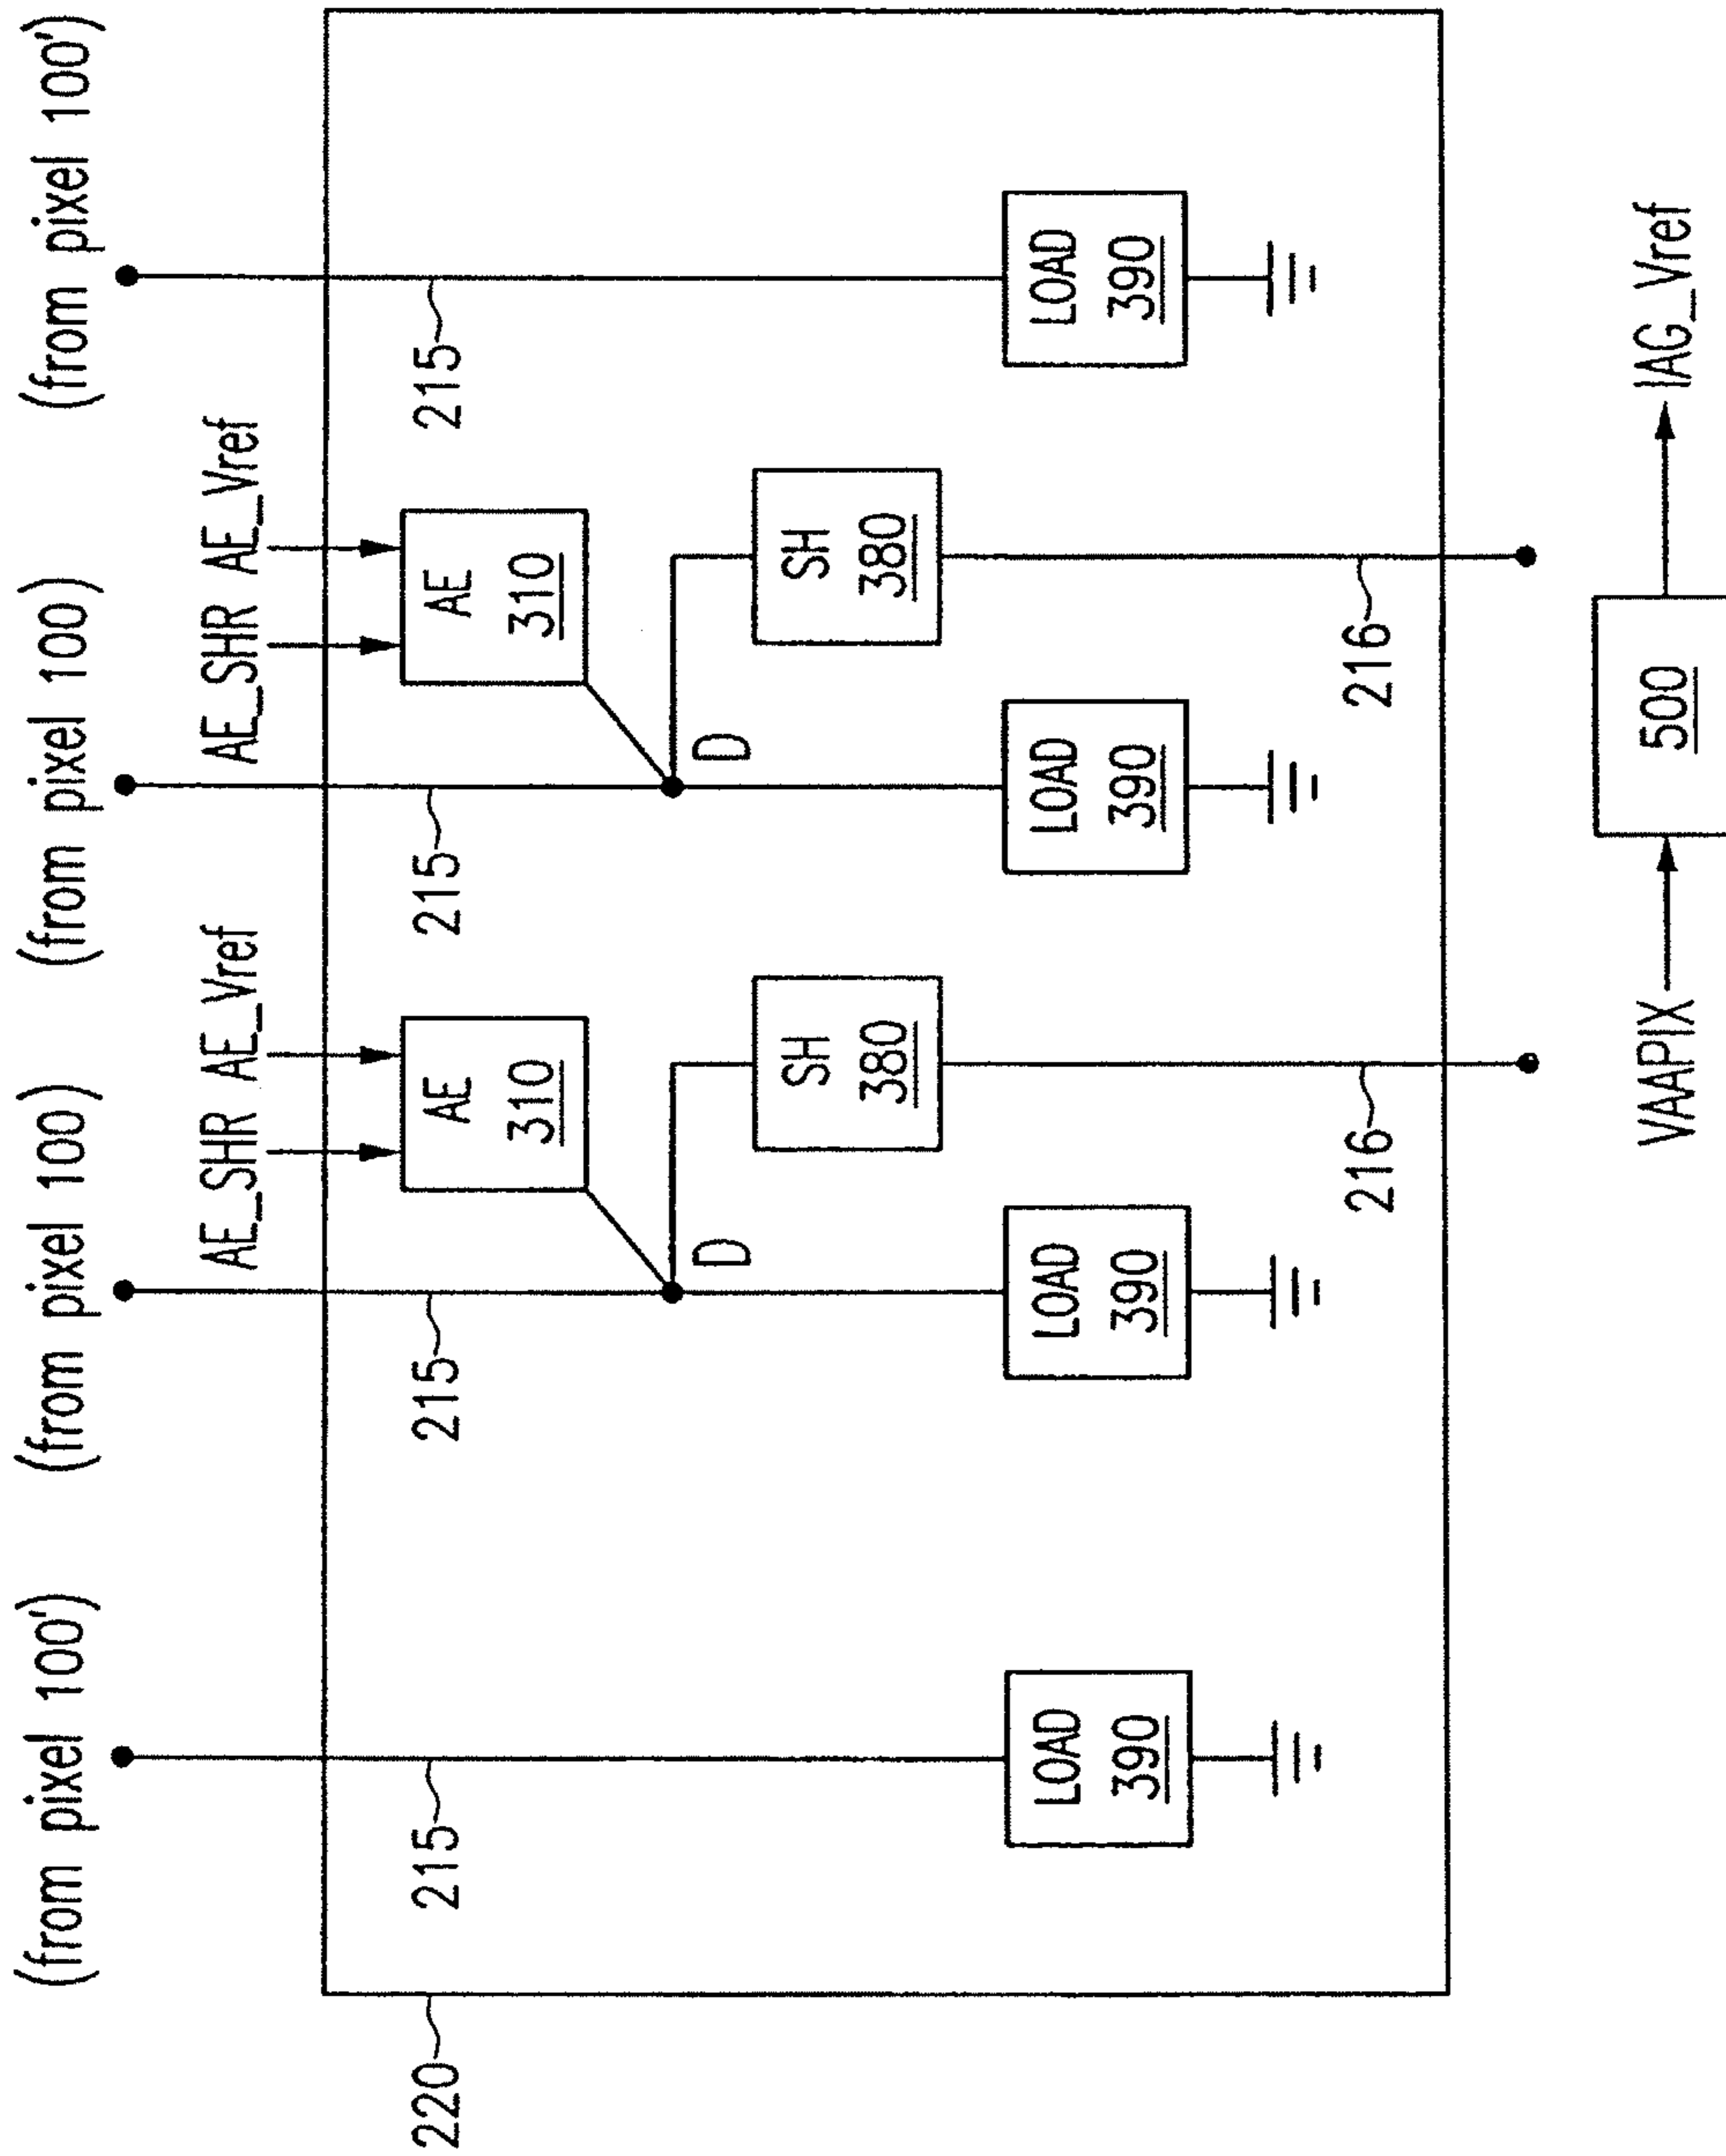 (from pixel 100')
(from pixel 100)
(from pixel 100)
(from pixel 100')
AE_SHR AE_Vref
AE_SHR AE_Vref
220
215
215
215
215
AE
310
AE
310
D
D
SH
380
SH
380
LOAD
390
LOAD
390
LOAD
390
LOAD
390
216
216
VAAPIX
500
IAG_Vref